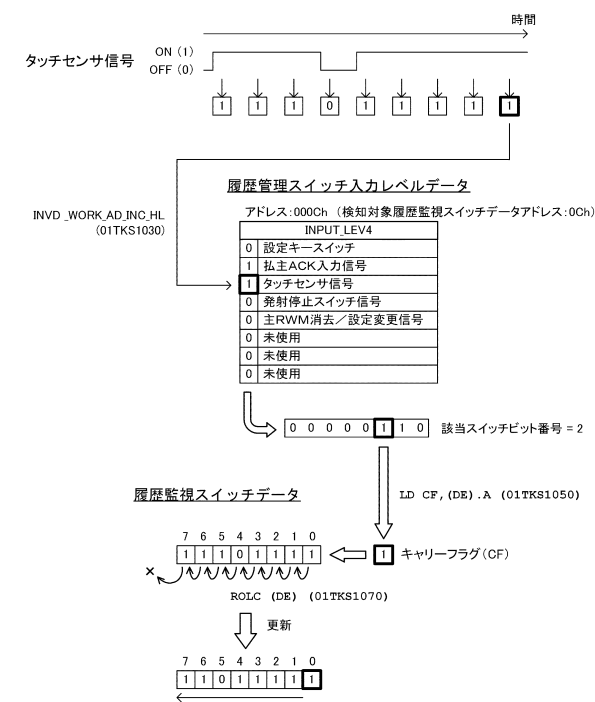 時間
タッチセンサ信号
ON (1)
OFF (0)
1 1 1 0 1 1 1 1 1
履歴管理スイッチ入力レベルデータ
INVD _WORK_AD_INC_HL
(01TKS1030)
アドレス:000Ch (検知対象履歴監視スイッチデータアドレス:0Ch)
INPUT_LEV4
0 設定キースイッチ
1 払主ACK入力信号
1 タッチセンサ信号
0 発射停止スイッチ信号
0 主RWM消去/設定変更信号
0 未使用
0 未使用
0 未使用
0 0 0 0 0 1 1 0 該当スイッチビット番号 = 2
LD CF,(DE).A (01TKS1050)
履歴監視スイッチデータ
7 6 5 4 3 2 1 0
1 1 1 0 1 1 1 1 1 キャリーフラグ(CF)
×
ROLC (DE) (01TKS1070)
更新
7 6 5 4 3 2 1 0
1 1 0 1 1 1 1 1